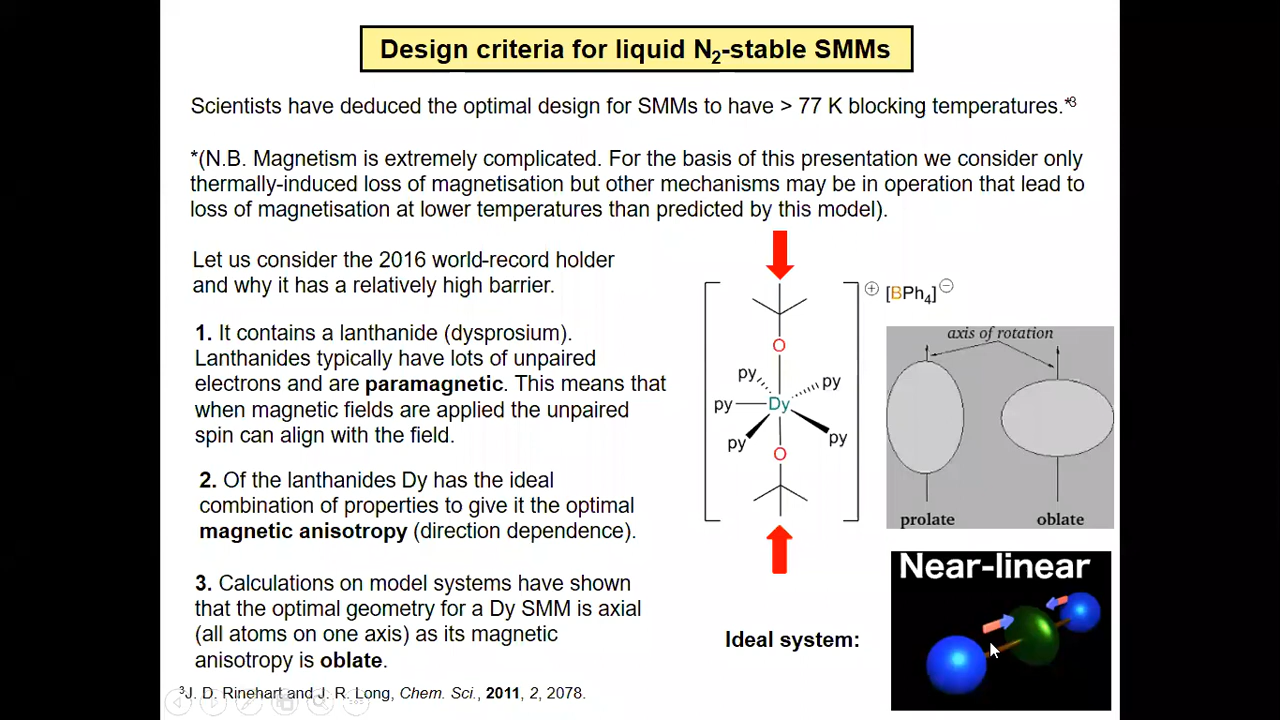 Design criteria for liquid N₂-stable SMMs
Scientists have deduced the optimal design for SMMs to have > 77 K blocking temperatures.*³
*(N.B. Magnetism is extremely complicated. For the basis of this presentation we consider only
thermally-induced loss of magnetisation but other mechanisms may be in operation that lead to
loss of magnetisation at lower temperatures than predicted by this model).
Let us consider the 2016 world-record holder
and why it has a relatively high barrier.
1. It contains a lanthanide (dysprosium).
Lanthanides typically have lots of unpaired
electrons and are paramagnetic. This means that
when magnetic fields are applied the unpaired
spin can align with the field.
2. Of the lanthanides Dy has the ideal
combination of properties to give it the optimal
magnetic anisotropy (direction dependence).
3. Calculations on model systems have shown
that the optimal geometry for a Dy SMM is axial
(all atoms on one axis) as its magnetic
anisotropy is oblate.
³J. D. Rinehart and J. R. Long, Chem. Sci., 2011, 2, 2078.
⊕ [BPh₄]⊖
O
py py
py Dy
py py
O
axis of rotation
prolate oblate
Ideal system:
Near-linear